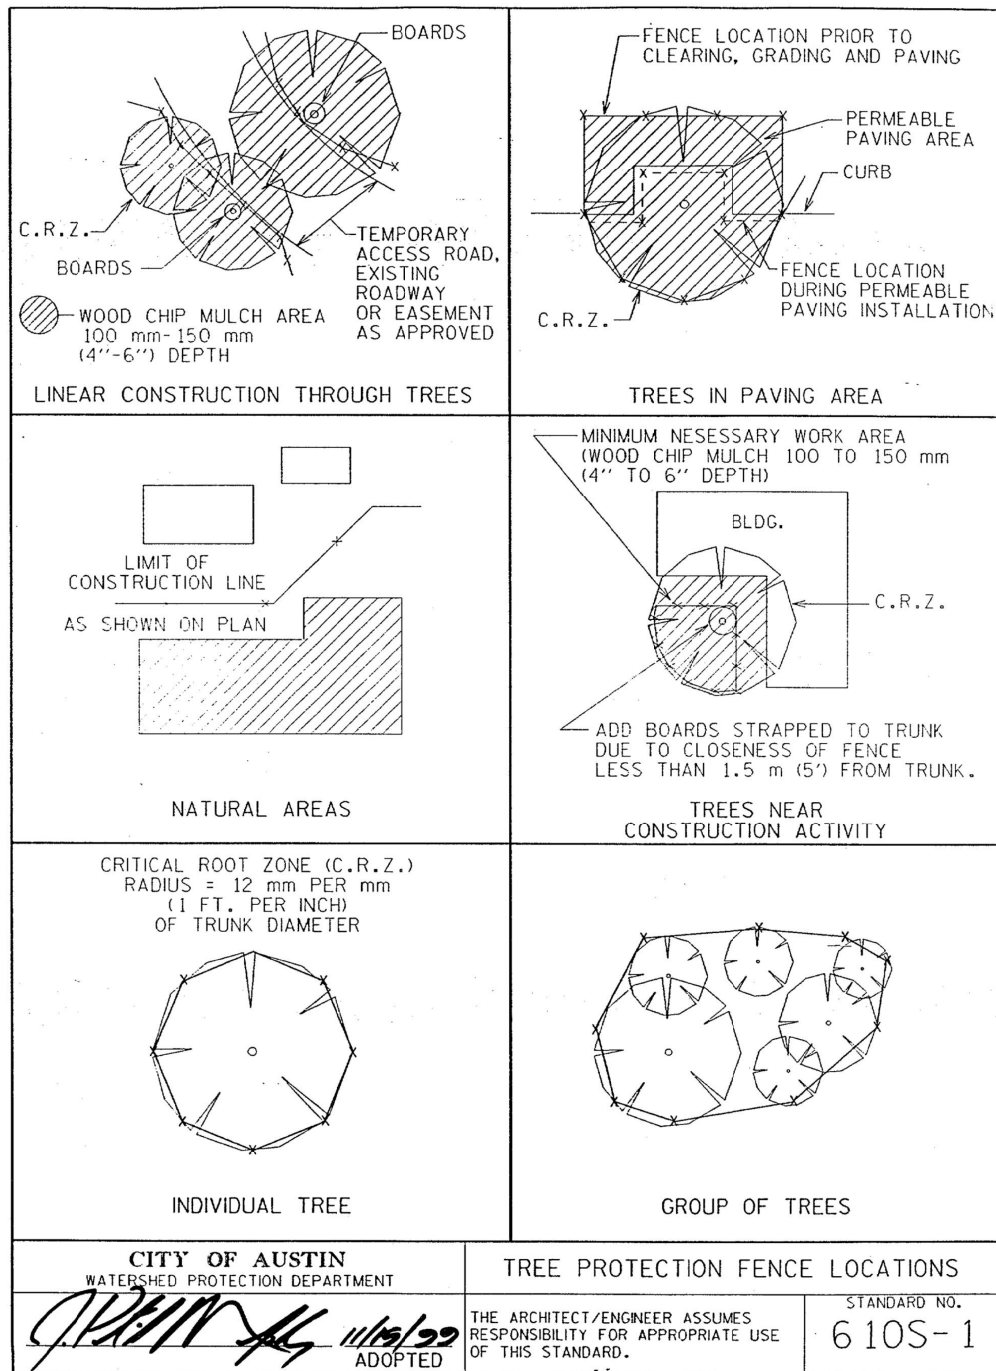 BOARDS
C.R.Z.
BOARDS
TEMPORARY
ACCESS ROAD,
EXISTING
ROADWAY
OR EASEMENT
AS APPROVED
WOOD CHIP MULCH AREA
100 mm-150 mm
(4''-6'') DEPTH
LINEAR CONSTRUCTION THROUGH TREES
FENCE LOCATION PRIOR TO
CLEARING, GRADING AND PAVING
PERMEABLE
PAVING AREA
CURB
FENCE LOCATION
DURING PERMEABLE
PAVING INSTALLATION
C.R.Z.
TREES IN PAVING AREA
LIMIT OF
CONSTRUCTION LINE
AS SHOWN ON PLAN
NATURAL AREAS
MINIMUM NESESSARY WORK AREA
(WOOD CHIP MULCH 100 TO 150 mm
(4'' TO 6'' DEPTH)
BLDG.
C.R.Z.
ADD BOARDS STRAPPED TO TRUNK
DUE TO CLOSENESS OF FENCE
LESS THAN 1.5 m (5') FROM TRUNK.
TREES NEAR
CONSTRUCTION ACTIVITY
CRITICAL ROOT ZONE (C.R.Z.)
RADIUS = 12 mm PER mm
(1 FT. PER INCH)
OF TRUNK DIAMETER
INDIVIDUAL TREE
GROUP OF TREES
CITY OF AUSTIN
WATERSHED PROTECTION DEPARTMENT
11/15/99
ADOPTED
TREE PROTECTION FENCE LOCATIONS
THE ARCHITECT/ENGINEER ASSUMES
RESPONSIBILITY FOR APPROPRIATE USE
OF THIS STANDARD.
STANDARD NO.
610S-1